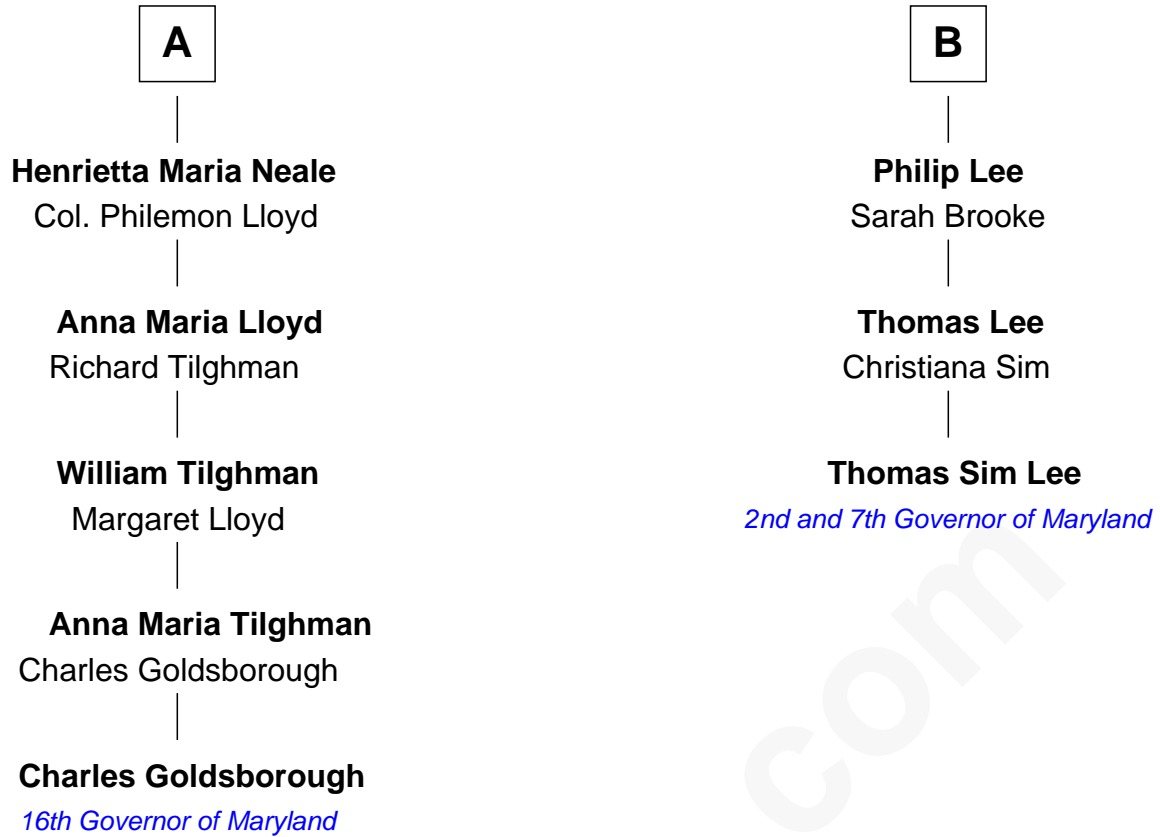 A
Henrietta Maria Neale
Col. Philemon Lloyd
Anna Maria Lloyd
Richard Tilghman
William Tilghman
Margaret Lloyd
Anna Maria Tilghman
Charles Goldsborough
Charles Goldsborough
16th Governor of Maryland
B
Philip Lee
Sarah Brooke
Thomas Lee
Christiana Sim
Thomas Sim Lee
2nd and 7th Governor of Maryland
com